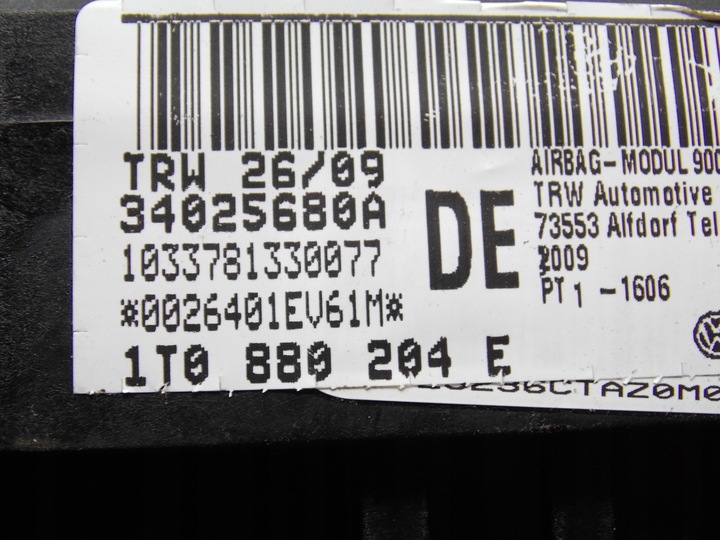 TRW 26/09
34025680A
1033781330077
*0026401EV61M*
1T0 880 204 E
DE
AIRBAG-MODUL 900
TRW Automotive
73553 Alfdorf Tel
2009
PT 1 -1606